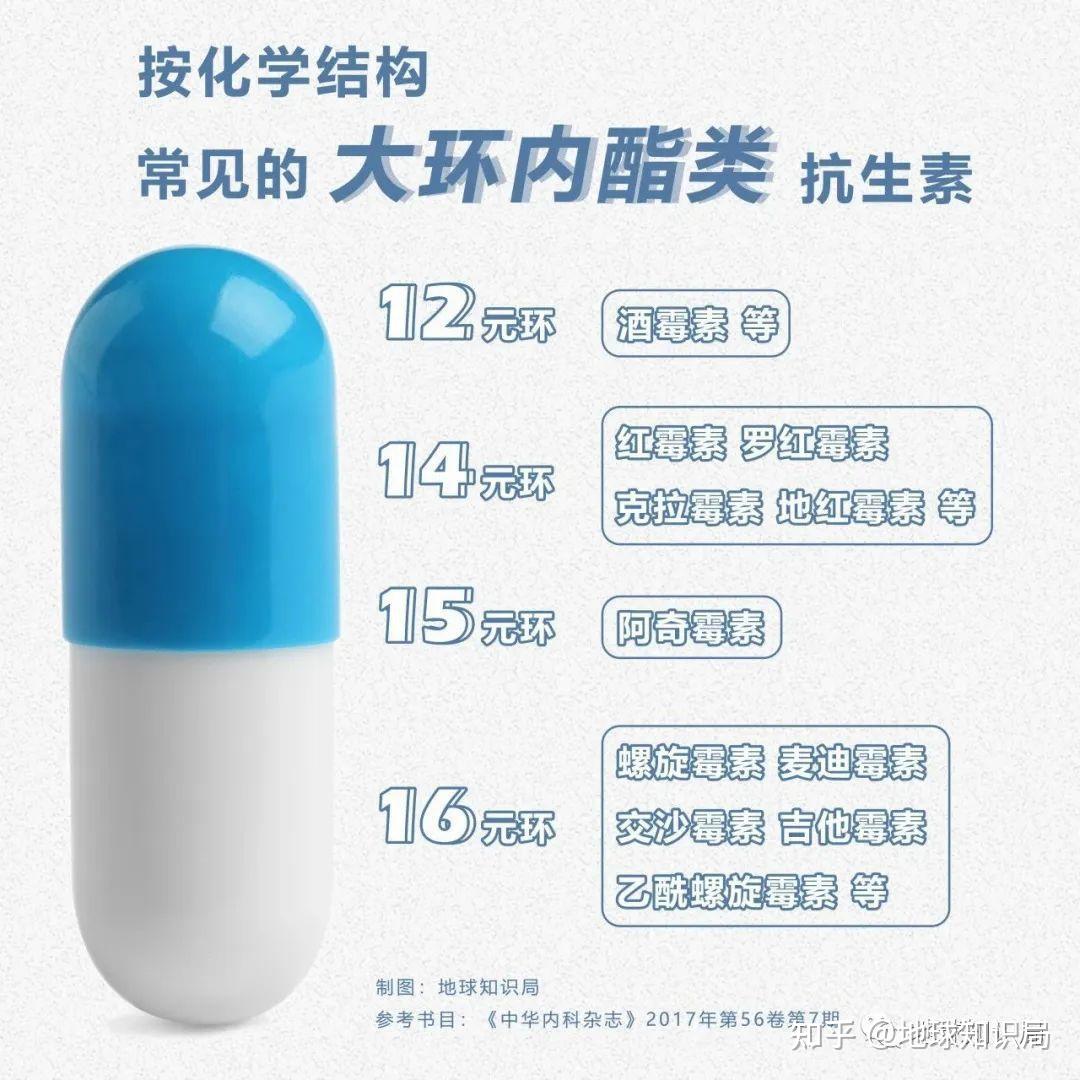 按化学结构
常见的 大环内酯类 抗生素
12元环 酒霉素 等
14元环 红霉素 罗红霉素
克拉霉素 地红霉素 等
15元环 阿奇霉素
16元环 螺旋霉素 麦迪霉素
交沙霉素 吉他霉素
乙酰螺旋霉素 等
制图：地球知识局
参考书目：《中华内科杂志》2017年第56卷第7期
知乎 @地球知识局